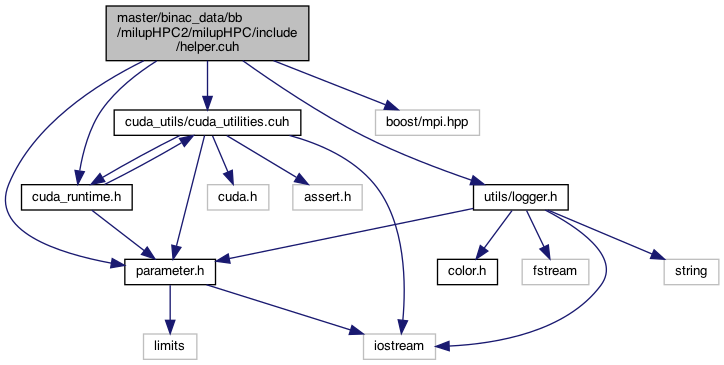 master/binac_data/bb
/milupHPC2/milupHPC/include
/helper.cuh
cuda_utils/cuda_utilities.cuh
boost/mpi.hpp
cuda_runtime.h
cuda.h
assert.h
utils/logger.h
parameter.h
color.h
fstream
string
limits
iostream